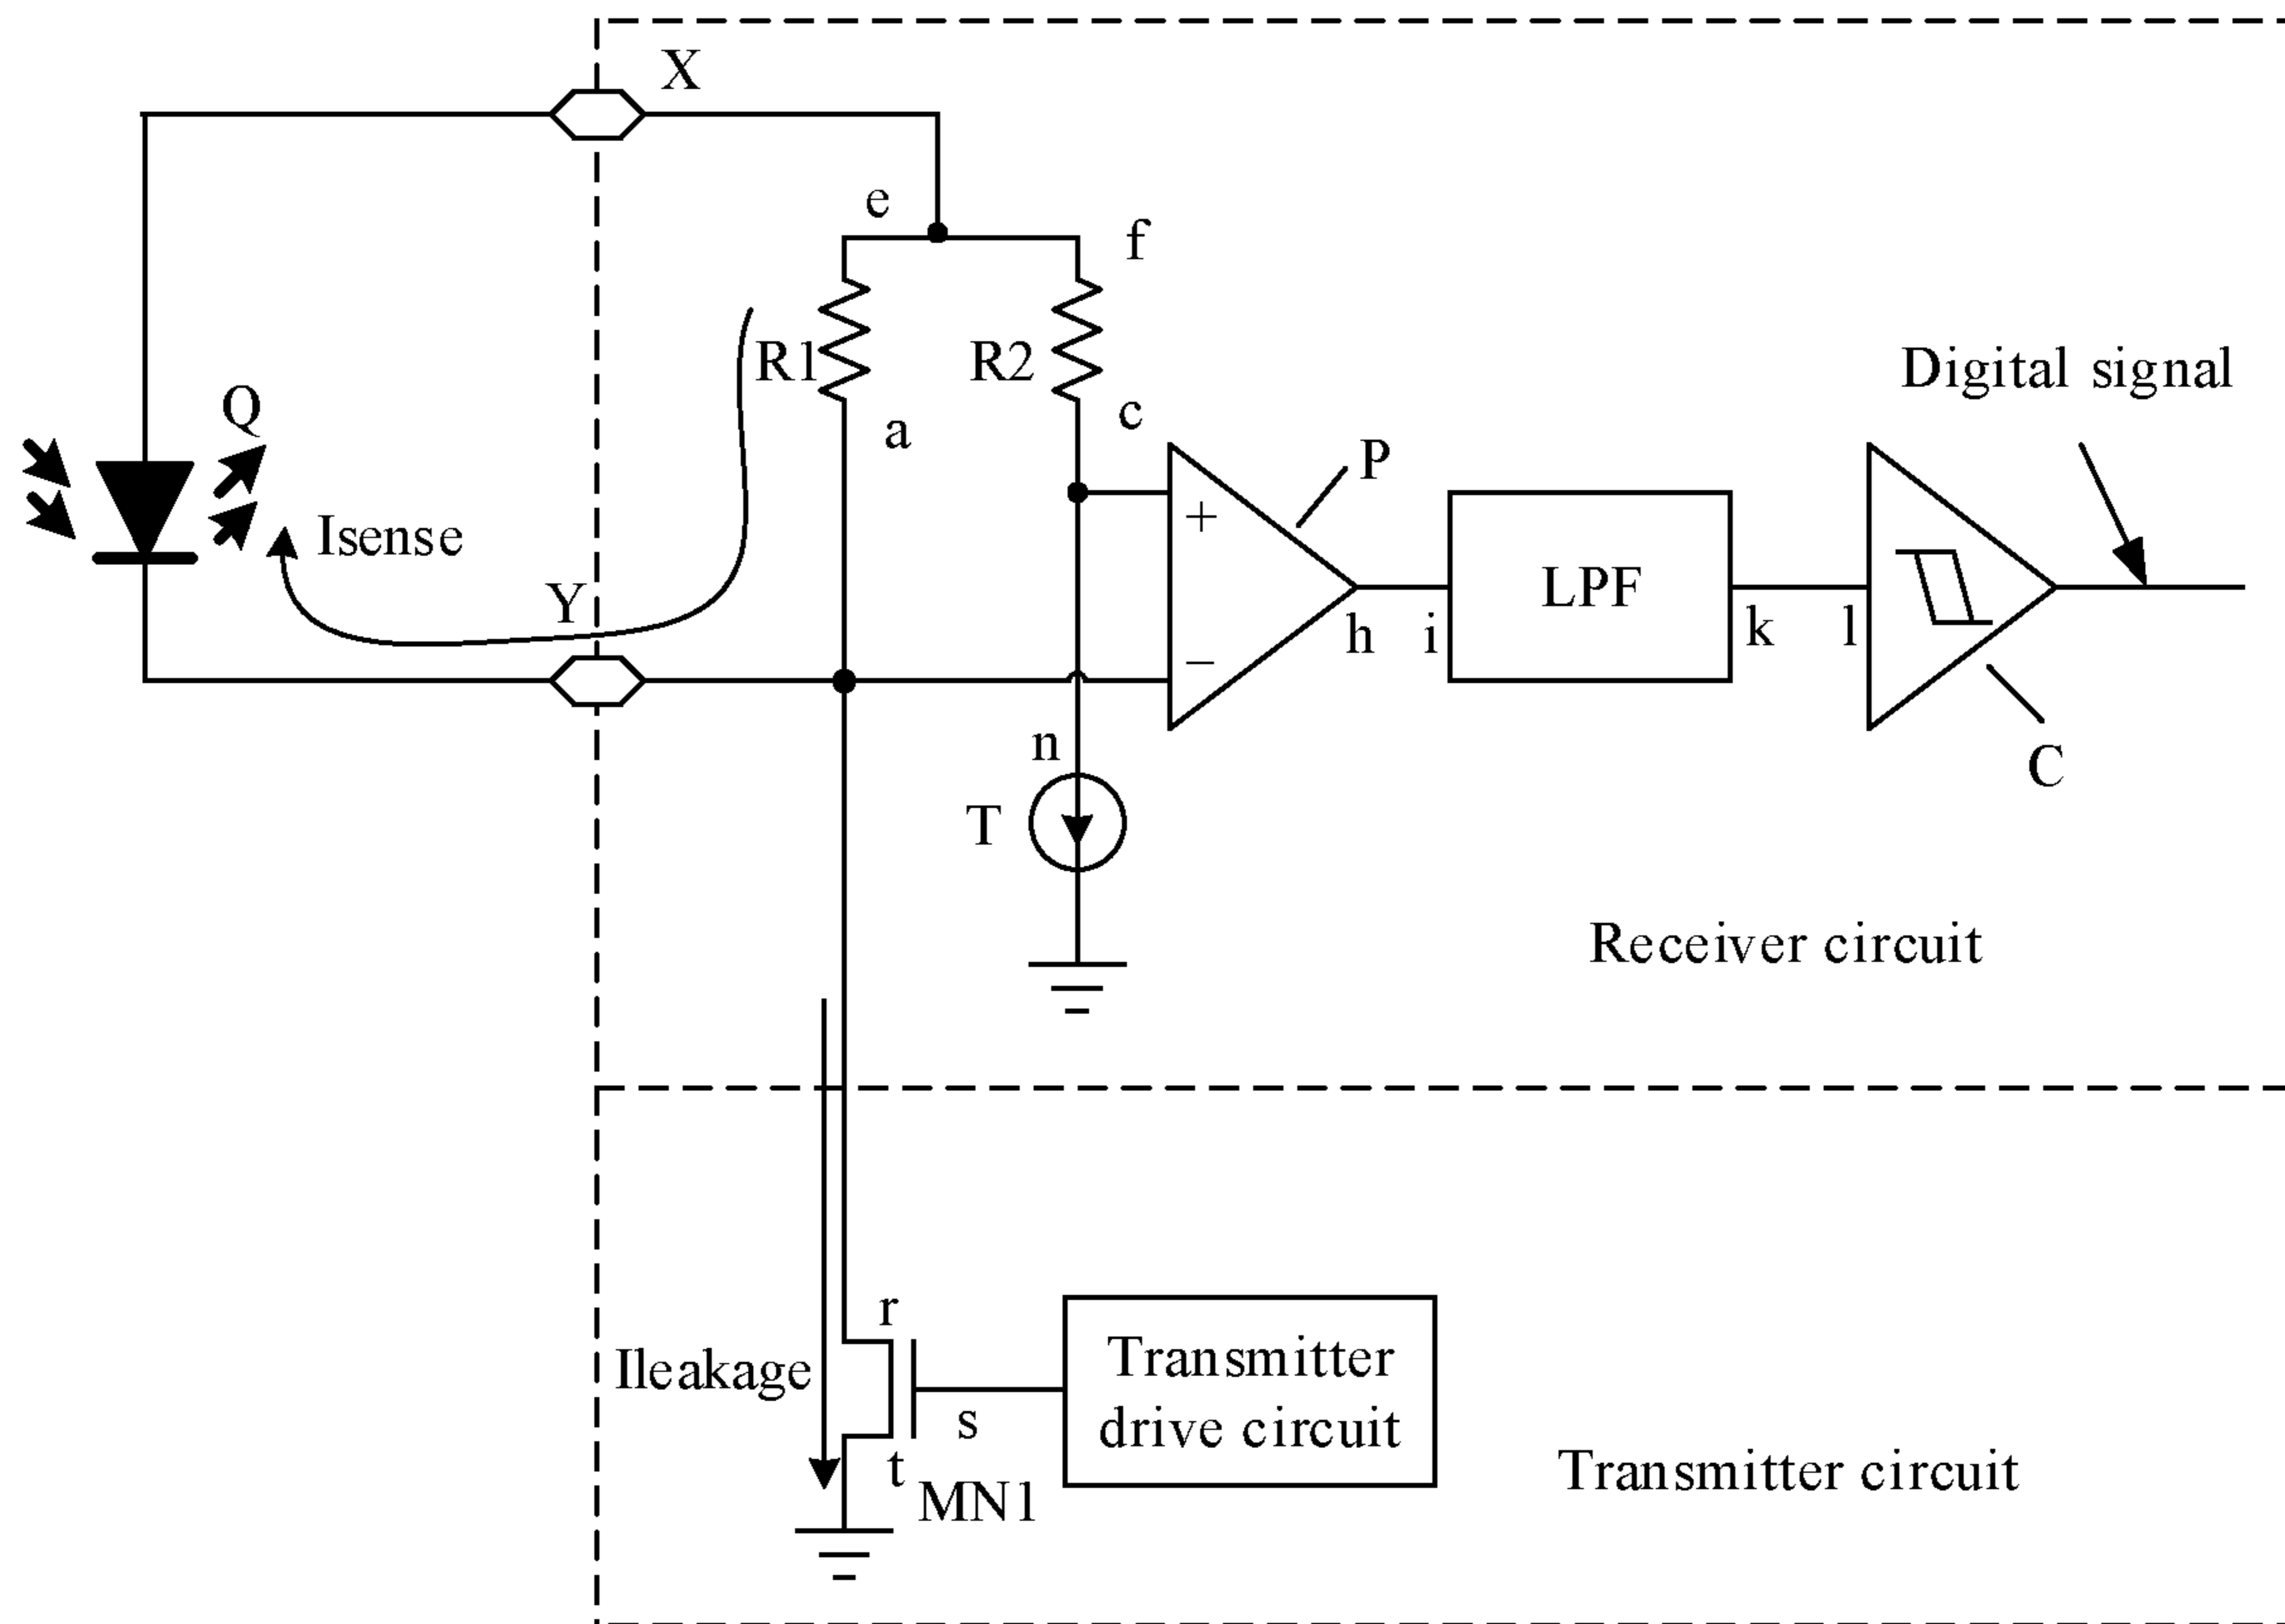 X
e
f
R1
R2
Digital signal
Q
a
c
P
+
Isense
Y
LPF
−
h
i
k
l
n
T
C
Receiver circuit
r
Ileakage
Transmitter
drive circuit
s
t
MN1
Transmitter circuit